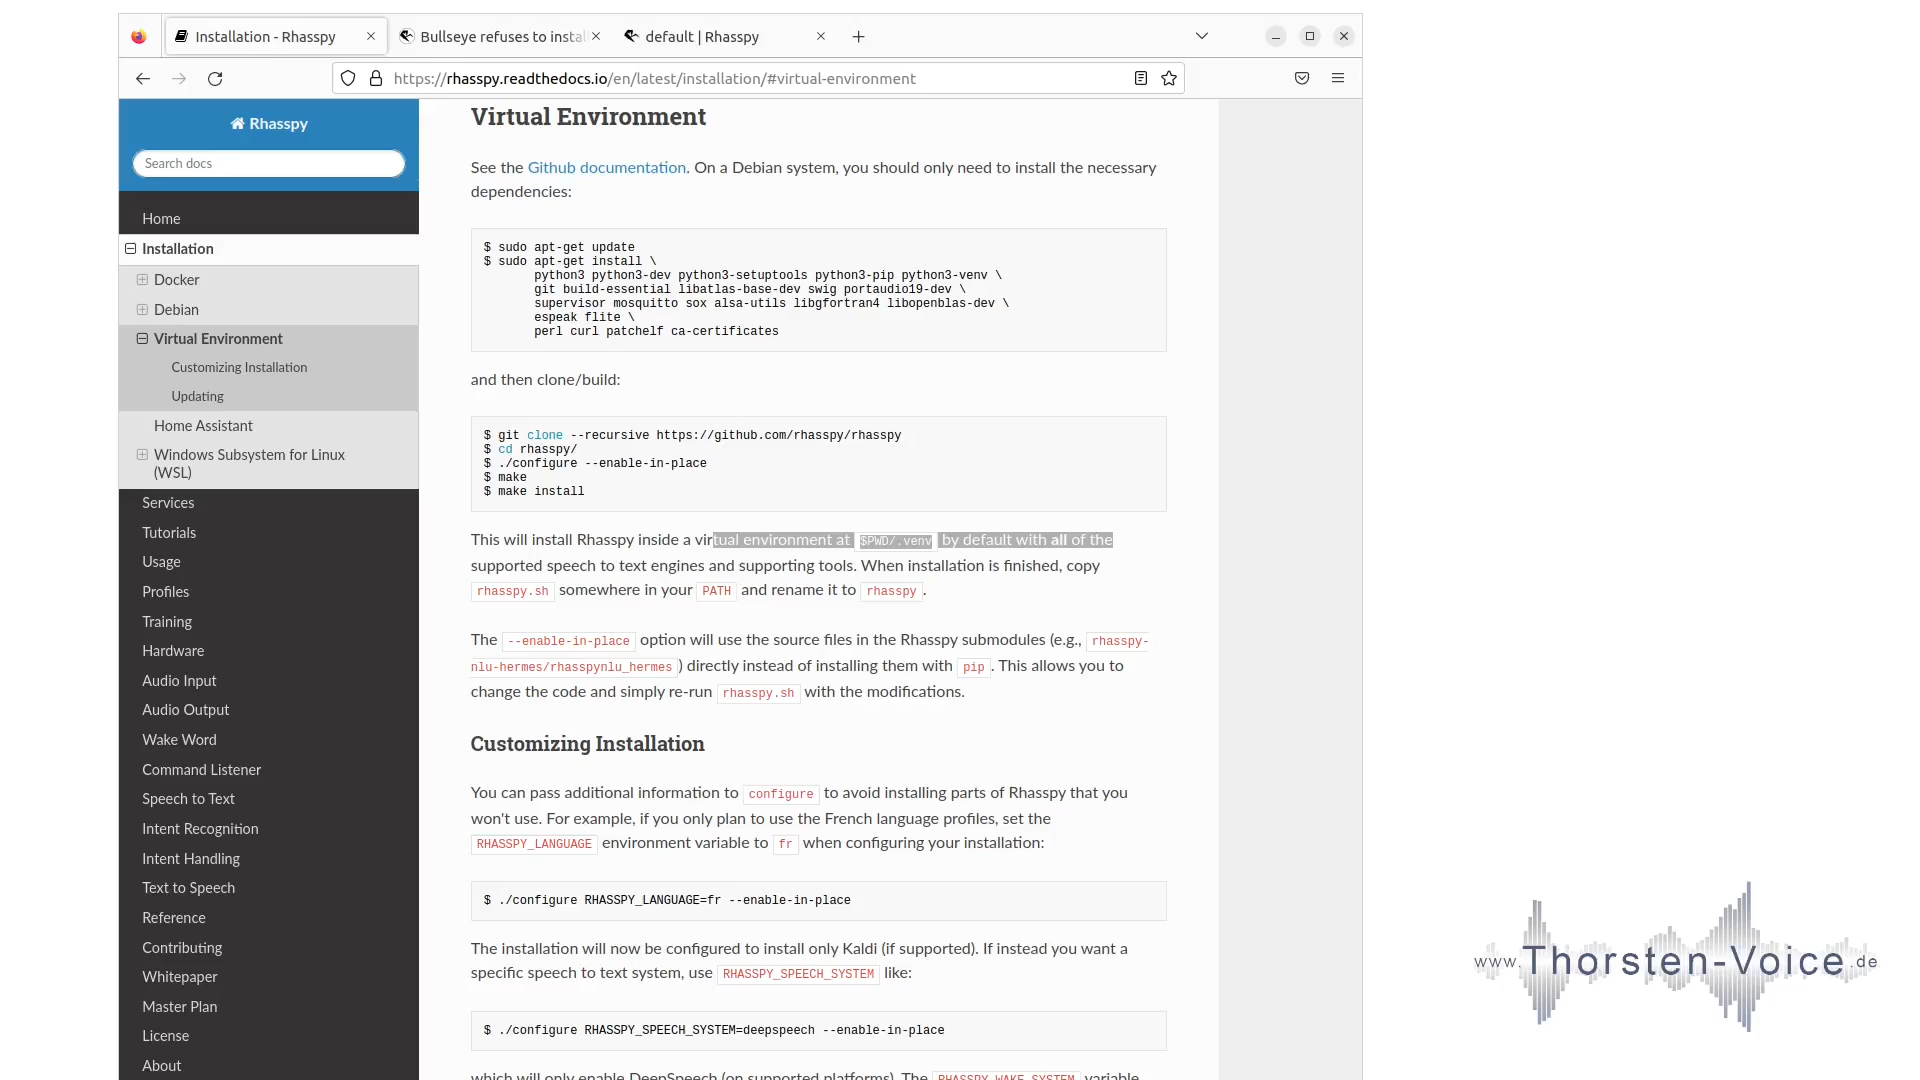 Installation - Rhasspy
Bullseye refuses to instal
default | Rhasspy
https://rhasspy.readthedocs.io/en/latest/installation/#virtual-environment
Rhasspy
Search docs
Home
Installation
Docker
Debian
Virtual Environment
Customizing Installation
Updating
Home Assistant
Windows Subsystem for Linux
(WSL)
Services
Tutorials
Usage
Profiles
Training
Hardware
Audio Input
Audio Output
Wake Word
Command Listener
Speech to Text
Intent Recognition
Intent Handling
Text to Speech
Reference
Contributing
Whitepaper
Master Plan
License
About
Virtual Environment
See the Github documentation. On a Debian system, you should only need to install the necessary
dependencies:
$ sudo apt-get update
$ sudo apt-get install \
python3 python3-dev python3-setuptools python3-pip python3-venv \
git build-essential libatlas-base-dev swig portaudio19-dev \
supervisor mosquitto sox alsa-utils libgfortran4 libopenblas-dev \
espeak flite \
perl curl patchelf ca-certificates
and then clone/build:
$ git clone --recursive https://github.com/rhasspy/rhasspy
$ cd rhasspy/
$ ./configure --enable-in-place
$ make
$ make install
This will install Rhasspy inside a virtual environment at $PWD/.venv by default with all of the
supported speech to text engines and supporting tools. When installation is finished, copy
rhasspy.sh somewhere in your PATH and rename it to rhasspy.
The --enable-in-place option will use the source files in the Rhasspy submodules (e.g., rhasspy-
nlu-hermes/rhasspynlu_hermes) directly instead of installing them with pip. This allows you to
change the code and simply re-run rhasspy.sh with the modifications.
Customizing Installation
You can pass additional information to configure to avoid installing parts of Rhasspy that you
won't use. For example, if you only plan to use the French language profiles, set the
RHASSPY_LANGUAGE environment variable to fr when configuring your installation:
$ ./configure RHASSPY_LANGUAGE=fr --enable-in-place
The installation will now be configured to install only Kaldi (if supported). If instead you want a
specific speech to text system, use RHASSPY_SPEECH_SYSTEM like:
$ ./configure RHASSPY_SPEECH_SYSTEM=deepspeech --enable-in-place
which will only enable DeepSpeech (on supported platforms). The RHASSPY_WAKE_SYSTEM variable
www.Thorsten-Voice.de